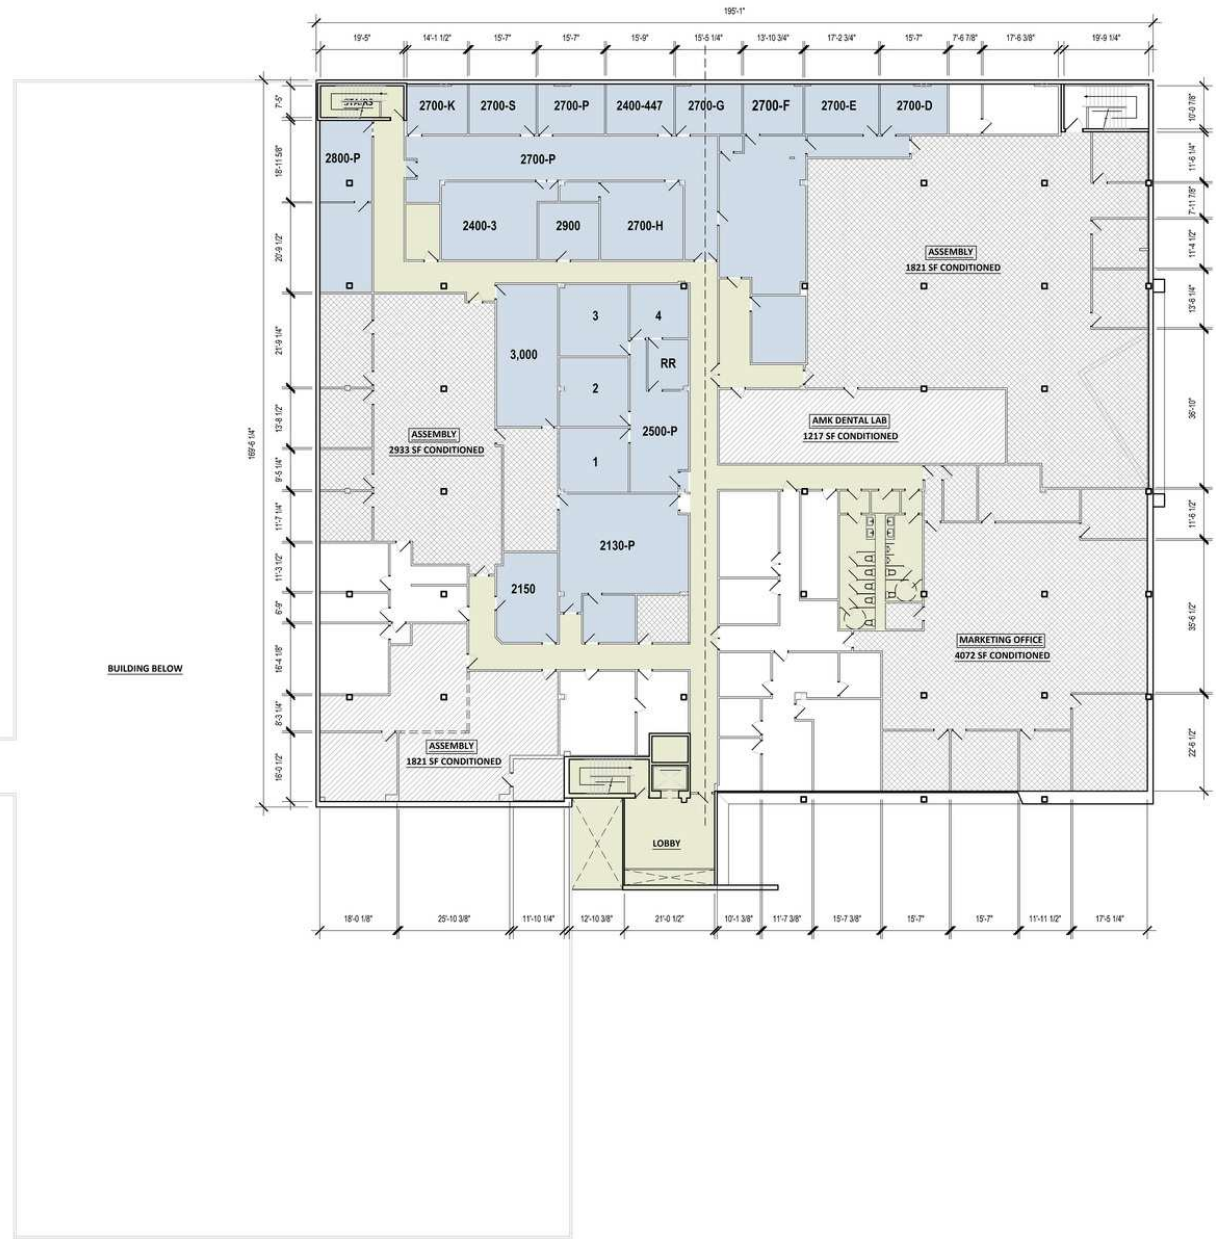 195'-1"
19'-5" 14'-1 1/2" 15'-7" 15'-7" 15'-9" 15'-5 1/4" 13'-10 3/4" 17'-2 3/4" 15'-7" 7'-6 7/8" 17'-6 3/8" 19'-9 1/4"
7'-5"
18'-11 5/8"
20'-9 1/2"
21'-9 1/4"
13'-8 1/2"
9'-5 1/4"
11'-7 1/4"
11'-3 1/2"
6'-9"
16'-4 1/8"
8'-3 1/4"
16'-0 1/2"
169'-6 1/4"
STAIRS
2700-K 2700-S 2700-P 2400-447 2700-G 2700-F 2700-E 2700-D
2800-P
2700-P
2400-3 2900 2700-H
ASSEMBLY
1821 SF CONDITIONED
3 4
3,000
RR
2
2500-P
1
AMK DENTAL LAB
1217 SF CONDITIONED
ASSEMBLY
2933 SF CONDITIONED
2130-P
2150
MARKETING OFFICE
4072 SF CONDITIONED
BUILDING BELOW
ASSEMBLY
1821 SF CONDITIONED
LOBBY
10'-0 7/8"
11'-6 1/4"
7'-11 7/8"
11'-4 1/2"
13'-8 1/4"
36'-10"
11'-6 1/2"
35'-6 1/2"
22'-6 1/2"
18'-0 1/8" 25'-10 3/8" 11'-10 1/4" 12'-10 3/8" 21'-0 1/2" 10'-1 3/8" 11'-7 3/8" 15'-7 3/8" 15'-7" 15'-7" 11'-11 1/2" 17'-5 1/4"